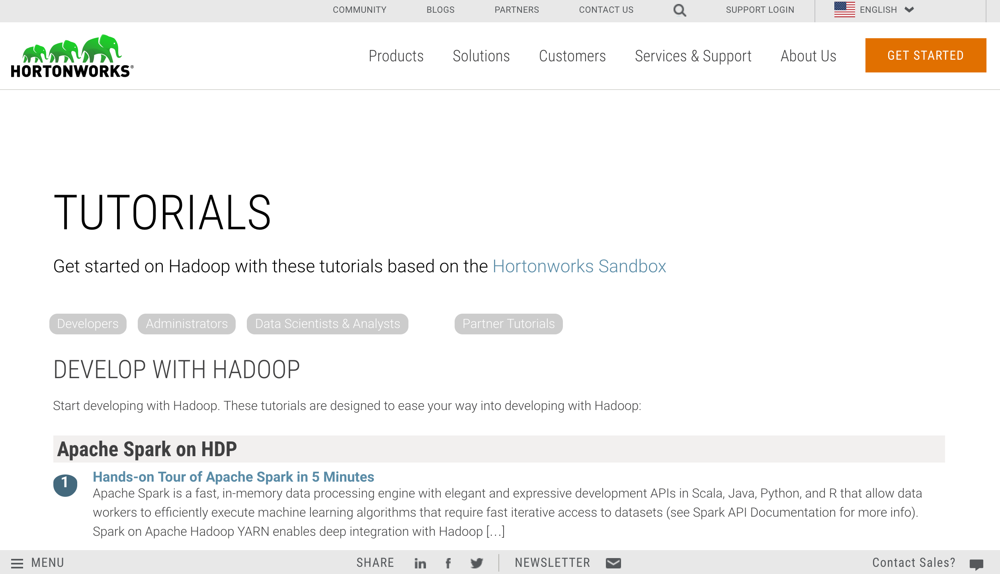 COMMUNITY BLOGS PARTNERS CONTACT US SUPPORT LOGIN ENGLISH
HORTONWORKS®
Products Solutions Customers Services & Support About Us GET STARTED
TUTORIALS
Get started on Hadoop with these tutorials based on the Hortonworks Sandbox
Developers Administrators Data Scientists & Analysts Partner Tutorials
DEVELOP WITH HADOOP
Start developing with Hadoop. These tutorials are designed to ease your way into developing with Hadoop:
Apache Spark on HDP
1 Hands-on Tour of Apache Spark in 5 Minutes
Apache Spark is a fast, in-memory data processing engine with elegant and expressive development APIs in Scala, Java, Python, and R that allow data
workers to efficiently execute machine learning algorithms that require fast iterative access to datasets (see Spark API Documentation for more info).
Spark on Apache Hadoop YARN enables deep integration with Hadoop […]
MENU SHARE in f NEWSLETTER Contact Sales?